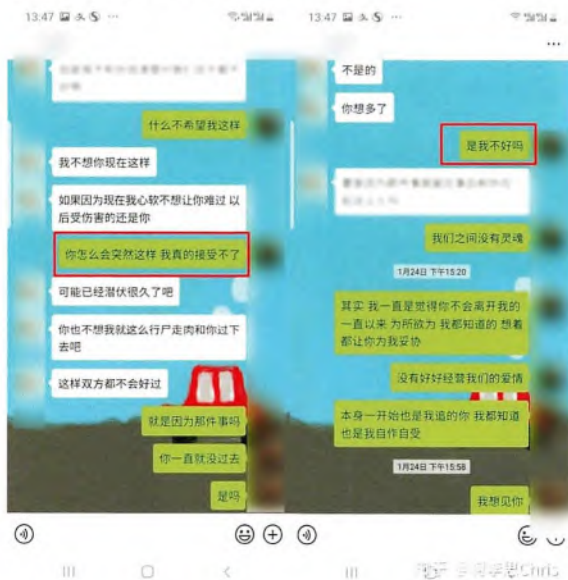 13:47
什么不希望我这样
我不想你现在这样
如果因为现在我心软不想让你难过 以
后受伤害的还是你
你怎么会突然这样 我真的接受不了
可能已经潜伏很久了吧
你也不想我就这么行尸走肉和你过下
去吧
这样双方都不会好过
就是因为那件事吗
你一直就没过去
是吗
13:47
不是的
你想多了
是我不好吗
我们之间没有灵魂
1月24日 下午15:20
其实 我一直是觉得你不会离开我的
一直以来 为所欲为 我都知道的 想着
都让你为我妥协
没有好好经营我们的爱情
本身一开始也是我追的你 我都知道
也是我自作自受
1月24日 下午15:58
我想见你